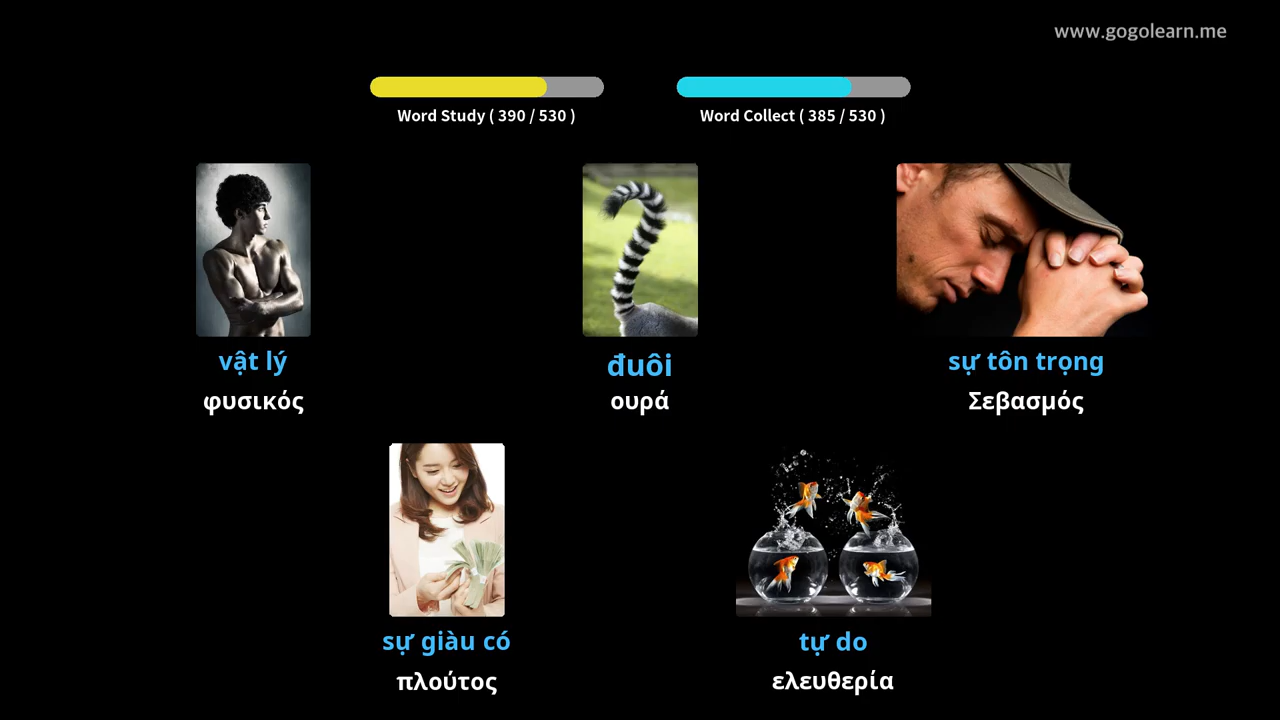 www.gogolearn.me
Word Study ( 390 / 530 )
Word Collect ( 385 / 530 )
vật lý
φυσικός
đuôi
ουρά
sự tôn trọng
Σεβασμός
sự giàu có
πλούτος
tự do
ελευθερία